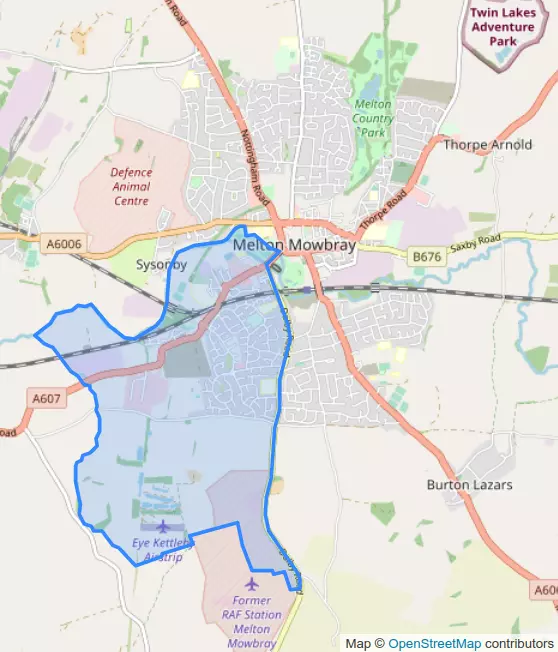 Twin Lakes
Adventure
Park
Road
Melton
Country
Park
Nottingham Road
Thorpe Arnold
Defence
Animal
Centre
Thorpe Road
A6006
Melton Mowbray
Saxby Road
B676
Sysonby
Dalby Road
A607
oad
Burton Lazars
Eye Kettleby
Airstrip
Dalby Road
Former
RAF Station
Melton
Mowbray
A606
Map © OpenStreetMap contributors